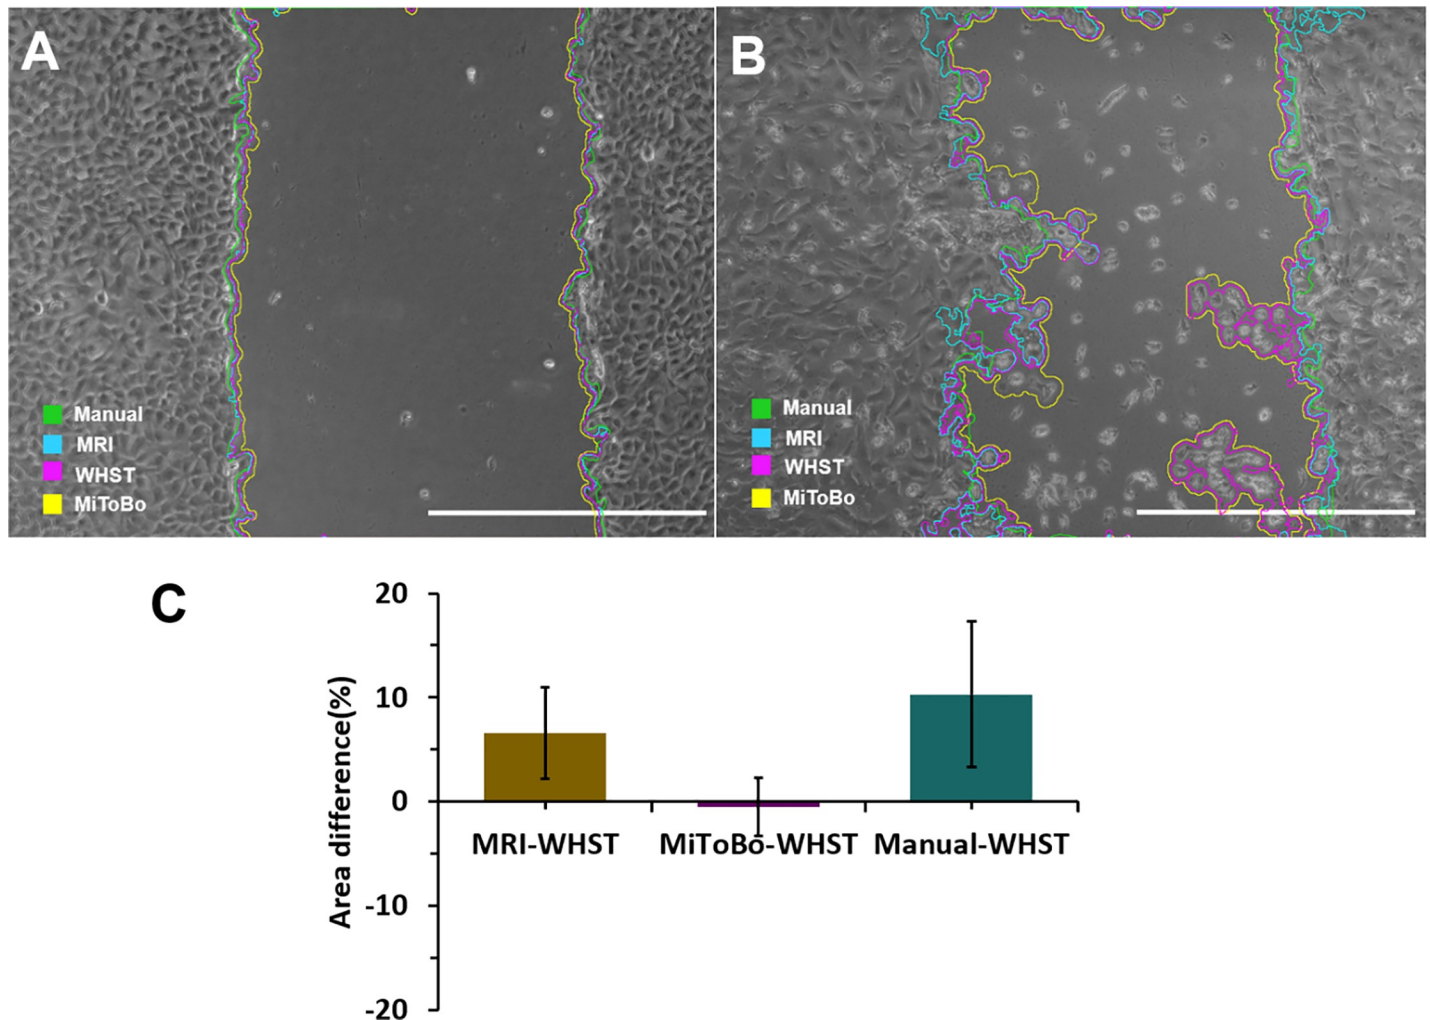 A
Manual
MRI
WHST
MiToBo
B
Manual
MRI
WHST
MiToBo
C
Area difference(%)
20
10
0
-10
-20
MRI-WHST
MiToBo-WHST
Manual-WHST